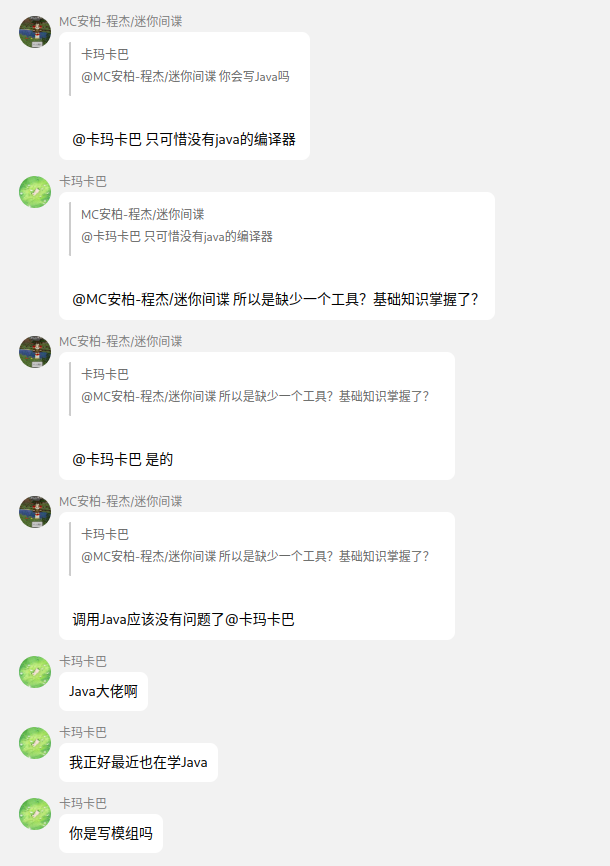 MC安柏-程杰/迷你间谍
卡玛卡巴
@MC安柏-程杰/迷你间谍 你会写Java吗
@卡玛卡巴 只可惜没有java的编译器
卡玛卡巴
MC安柏-程杰/迷你间谍
@卡玛卡巴 只可惜没有java的编译器
@MC安柏-程杰/迷你间谍 所以是缺少一个工具？基础知识掌握了？
MC安柏-程杰/迷你间谍
卡玛卡巴
@MC安柏-程杰/迷你间谍 所以是缺少一个工具？基础知识掌握了？
@卡玛卡巴 是的
MC安柏-程杰/迷你间谍
卡玛卡巴
@MC安柏-程杰/迷你间谍 所以是缺少一个工具？基础知识掌握了？
调用Java应该没有问题了@卡玛卡巴
卡玛卡巴
Java大佬啊
卡玛卡巴
我正好最近也在学Java
卡玛卡巴
你是写模组吗